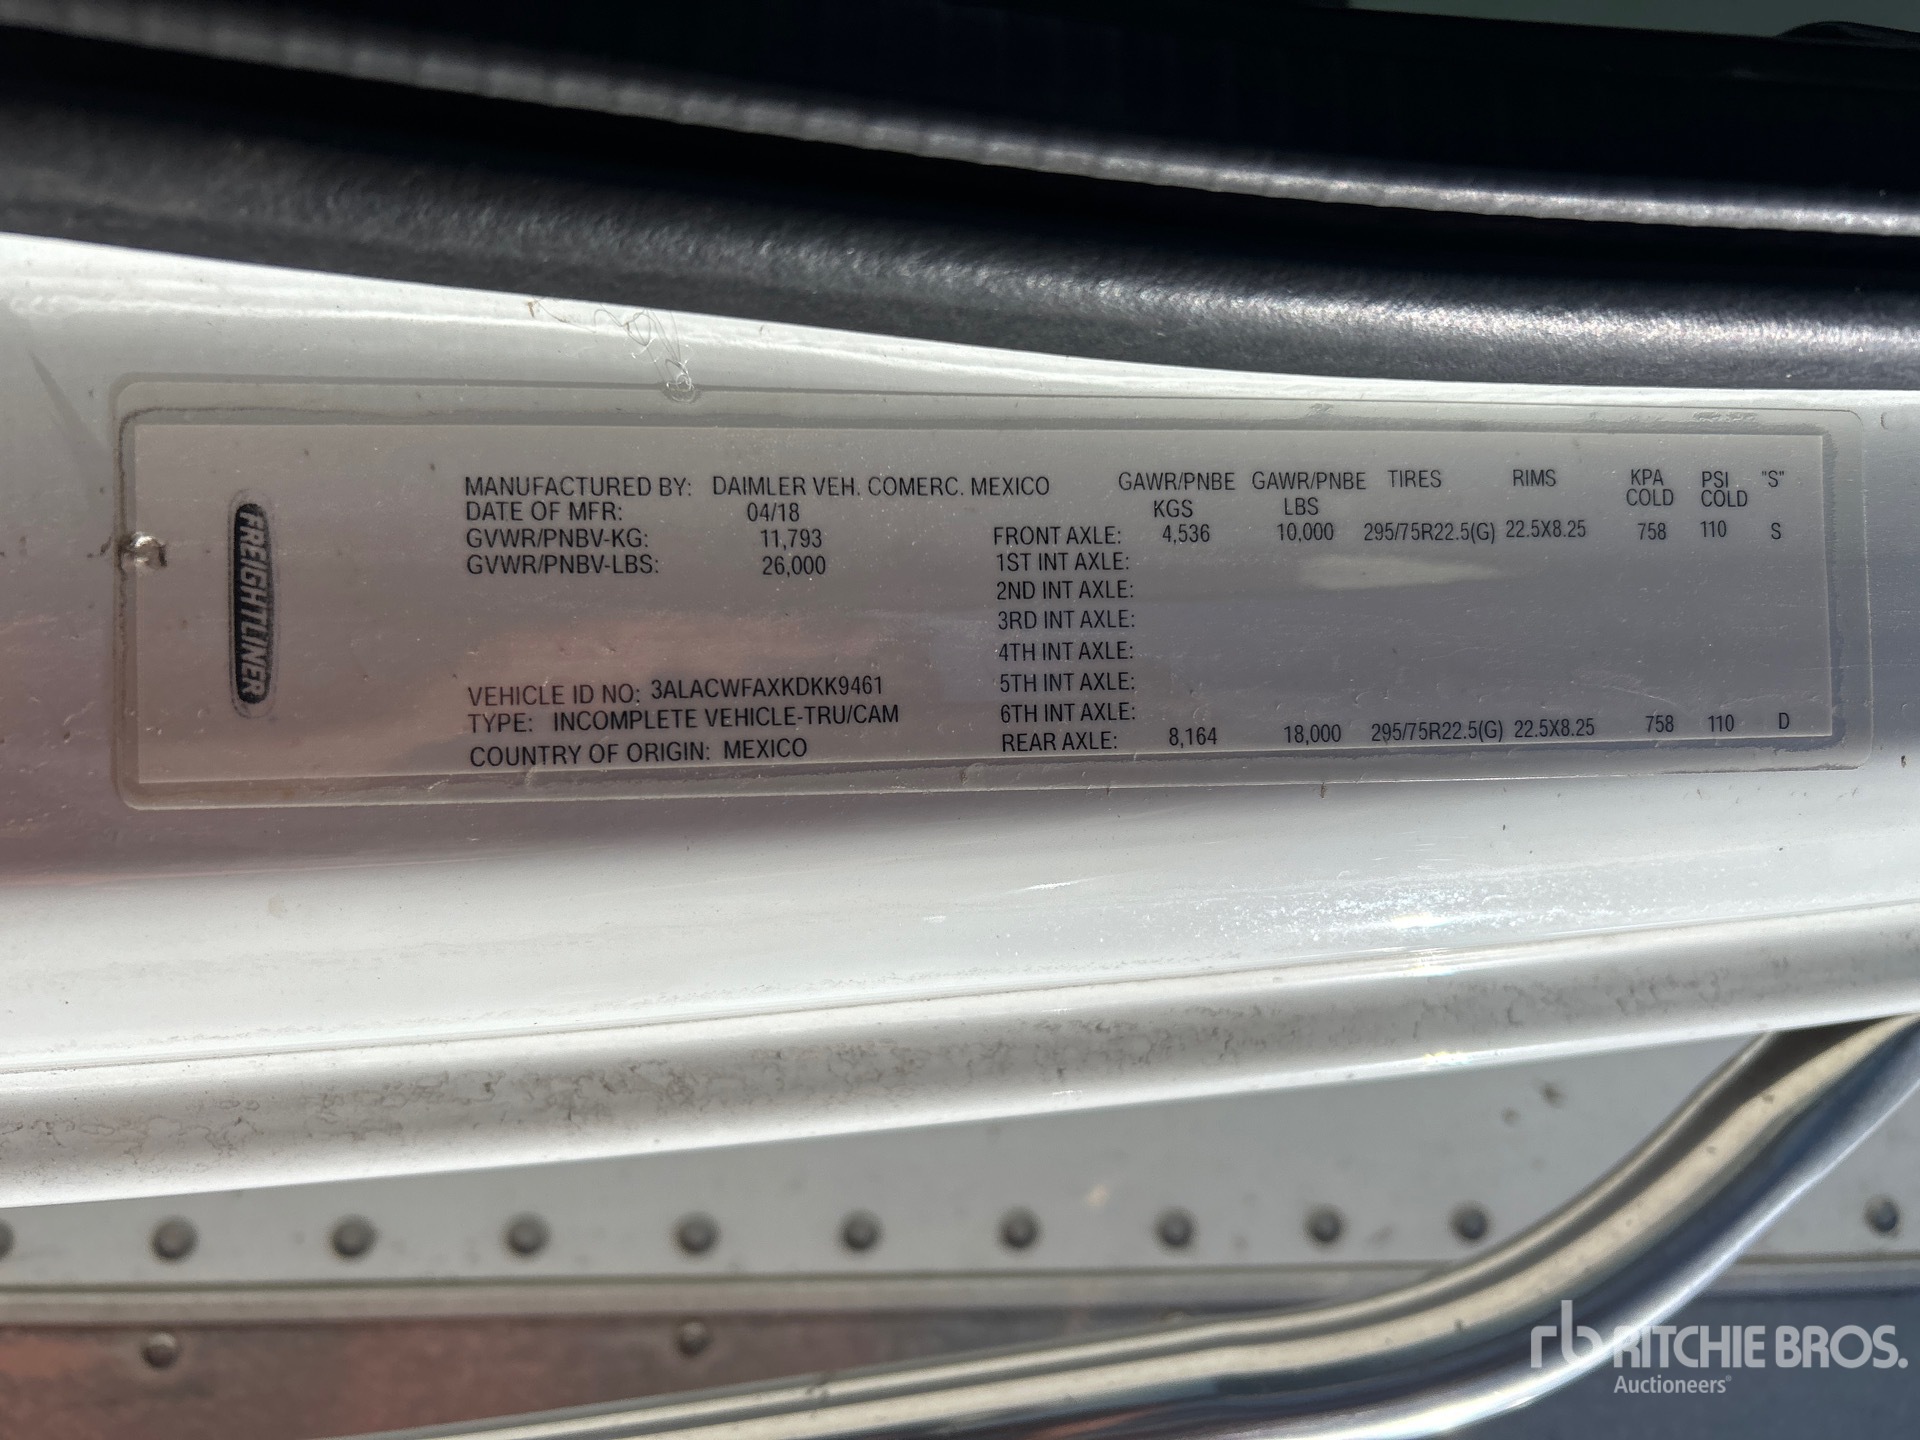 FREIGHTLINER
MANUFACTURED BY: DAIMLER VEH. COMERC. MEXICO
DATE OF MFR: 04/18
GVWR/PNBV-KG: 11,793
GVWR/PNBV-LBS: 26,000
VEHICLE ID NO: 3ALACWFAXKDKK9461
TYPE: INCOMPLETE VEHICLE-TRU/CAM
COUNTRY OF ORIGIN: MEXICO
GAWR/PNBE GAWR/PNBE TIRES RIMS KPA PSI "S"
KGS LBS COLD COLD
FRONT AXLE: 4,536 10,000 295/75R22.5(G) 22.5X8.25 758 110 S
1ST INT AXLE:
2ND INT AXLE:
3RD INT AXLE:
4TH INT AXLE:
5TH INT AXLE:
6TH INT AXLE:
REAR AXLE: 8,164 18,000 295/75R22.5(G) 22.5X8.25 758 110 D
rb RITCHIE BROS.
Auctioneers